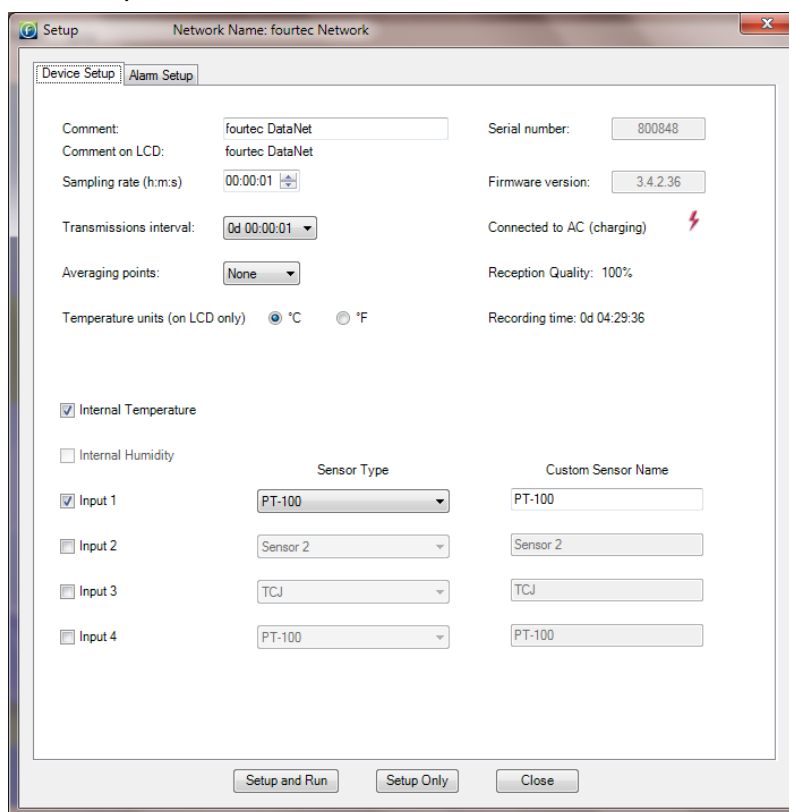 Setup Network Name: fourtec Network
Device Setup Alarm Setup
Comment: fourtec DataNet Serial number: 800848
Comment on LCD: fourtec DataNet
Sampling rate (h:m:s) 00:00:01 Firmware version: 3.4.2.36
Transmissions interval: 0d 00:00:01 Connected to AC (charging)
Averaging points: None Reception Quality: 100%
Temperature units (on LCD only) °C °F Recording time: 0d 04:29:36
Internal Temperature
Internal Humidity
Sensor Type Custom Sensor Name
Input 1 PT-100 PT-100
Input 2 Sensor 2 Sensor 2
Input 3 TCJ TCJ
Input 4 PT-100 PT-100
Setup and Run Setup Only Close